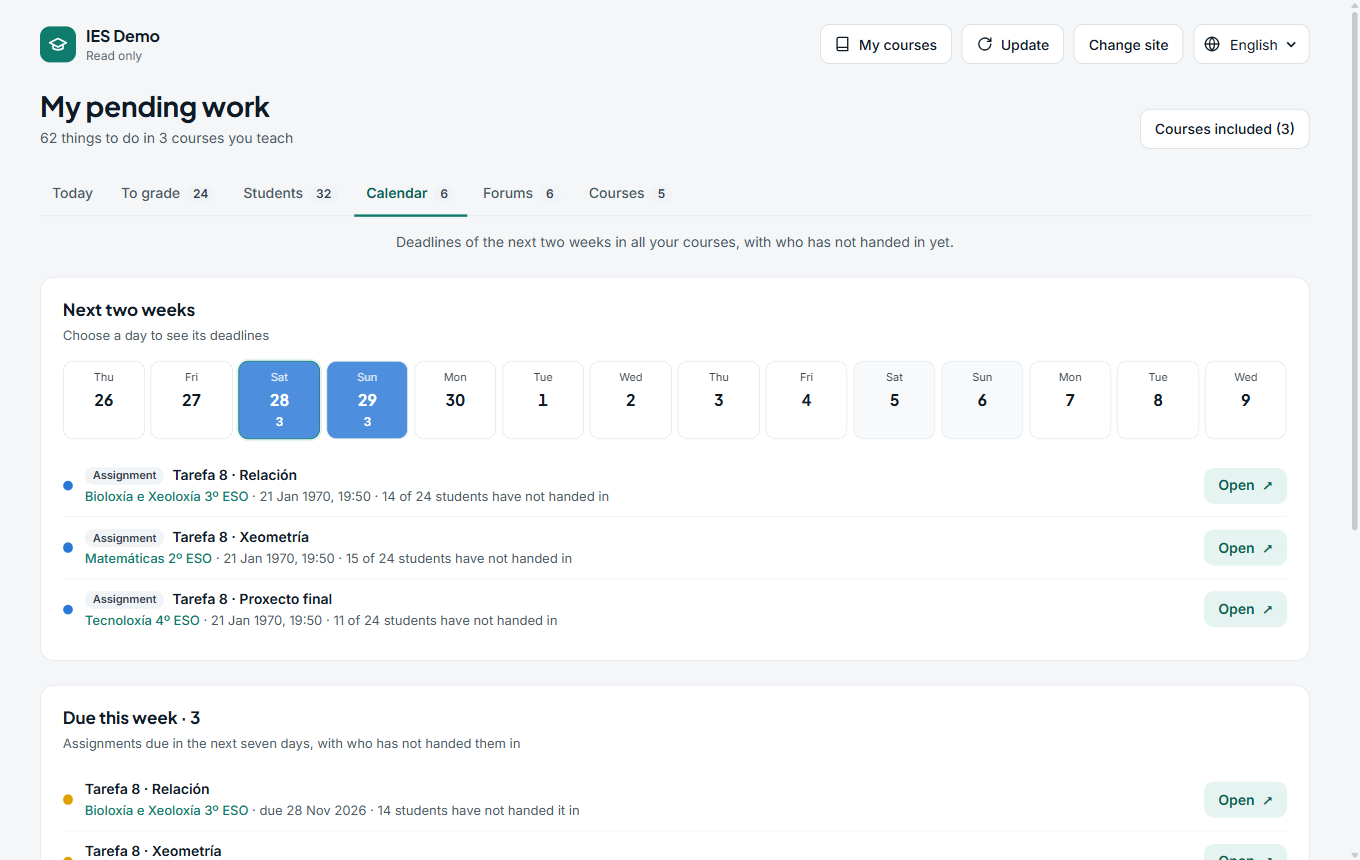 IES Demo
Read only
My courses
Update
Change site
English
My pending work
62 things to do in 3 courses you teach
Courses included (3)
Today
To grade 24
Students 32
Calendar 6
Forums 6
Courses 5
Deadlines of the next two weeks in all your courses, with who has not handed in yet.
Next two weeks
Choose a day to see its deadlines
Thu Fri Sat Sun Mon Tue Wed Thu Fri Sat Sun Mon Tue Wed
26 27 28 29 30 1 2 3 4 5 6 7 8 9
3 3
Assignment Tarefa 8 · Relación
Bioloxía e Xeoloxía 3º ESO · 21 Jan 1970, 19:50 · 14 of 24 students have not handed in
Open ↗
Assignment Tarefa 8 · Xeometría
Matemáticas 2º ESO · 21 Jan 1970, 19:50 · 15 of 24 students have not handed in
Open ↗
Assignment Tarefa 8 · Proxecto final
Tecnoloxía 4º ESO · 21 Jan 1970, 19:50 · 11 of 24 students have not handed in
Open ↗
Due this week · 3
Assignments due in the next seven days, with who has not handed them in
Tarefa 8 · Relación
Bioloxía e Xeoloxía 3º ESO · due 28 Nov 2026 · 14 students have not handed it in
Open ↗
Tarefa 8 · Xeometría
Open ↗